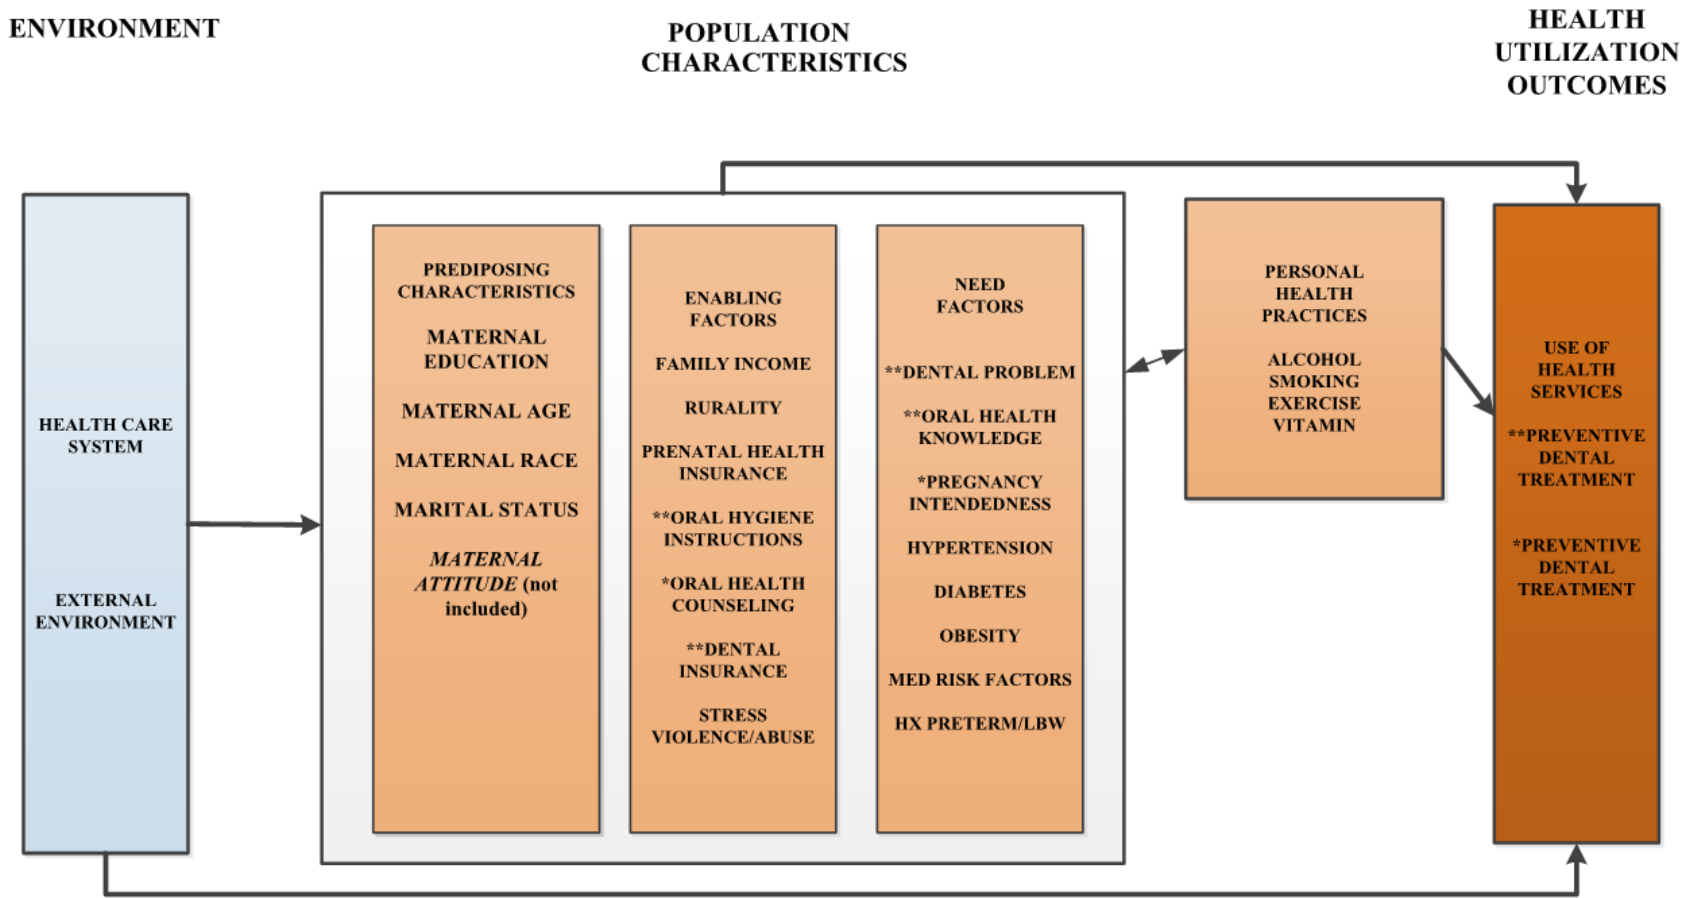 ENVIRONMENT
POPULATION
CHARACTERISTICS
HEALTH
UTILIZATION
OUTCOMES
HEALTH CARE
SYSTEM
EXTERNAL
ENVIRONMENT
PREDIPOSING
CHARACTERISTICS
MATERNAL
EDUCATION
MATERNAL AGE
MATERNAL RACE
MARITAL STATUS
MATERNAL
ATTITUDE (not
included)
ENABLING
FACTORS
FAMILY INCOME
RURALITY
PRENATAL HEALTH
INSURANCE
**ORAL HYGIENE
INSTRUCTIONS
*ORAL HEALTH
COUNSELING
**DENTAL
INSURANCE
STRESS
VIOLENCE/ABUSE
NEED
FACTORS
**DENTAL PROBLEM
**ORAL HEALTH
KNOWLEDGE
*PREGNANCY
INTENDEDNESS
HYPERTENSION
DIABETES
OBESITY
MED RISK FACTORS
HX PRETERM/LBW
PERSONAL
HEALTH
PRACTICES
ALCOHOL
SMOKING
EXERCISE
VITAMIN
USE OF
HEALTH
SERVICES
**PREVENTIVE
DENTAL
TREATMENT
*PREVENTIVE
DENTAL
TREATMENT